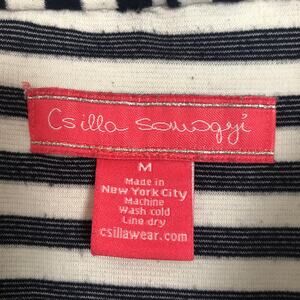 Csilla somogyi
M
Made in
New York City
Machine
Wash cold
Line dry
csillawear.com